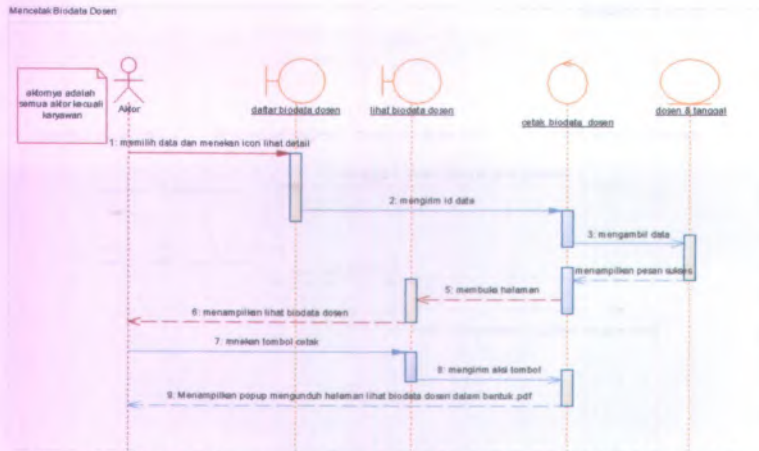 Mencetak Biodata Dosen
aktornya adalah
semua aktor kecuali
karyawan
Aktor
daftar biodata dosen
lihat biodata dosen
cetak biodata dosen
dosen & tanggal
1: memilih data dan menekan icon lihat detail
2: mengirim id data
3: mengambil data
menampilkan pesan sukses
5: membuka halaman
6: menampilkan lihat biodata dosen
7: mnekan tombol cetak
8: mengirim aksi tombol
9: Menampilkan popup mengunduh halaman lihat biodata dosen dalam bentuk .pdf